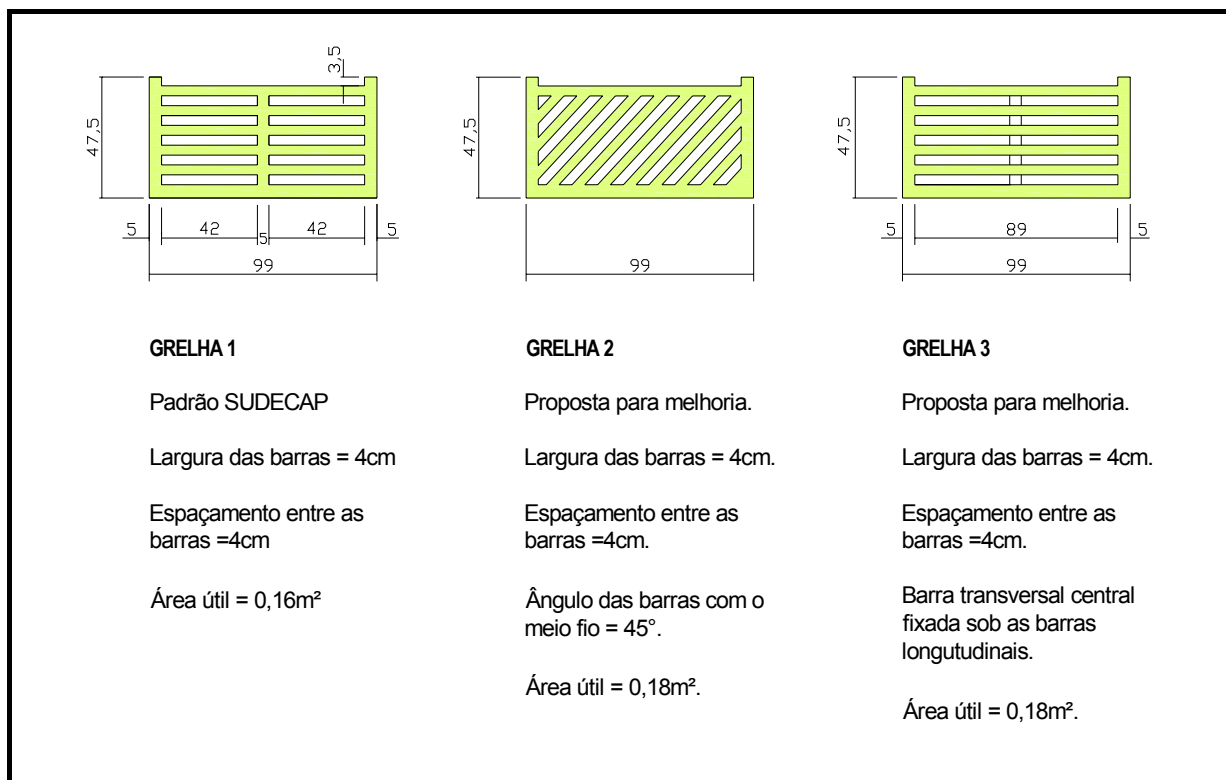 3,5
47,5
5 42 5 42 5
99
GRELHA 1
Padrão SUDECAP
Largura das barras = 4cm
Espaçamento entre as
barras =4cm
Área útil = 0,16m²
47,5
99
GRELHA 2
Proposta para melhoria.
Largura das barras = 4cm.
Espaçamento entre as
barras =4cm.
Ângulo das barras com o
meio fio = 45°.
Área útil = 0,18m².
47,5
5 89 5
99
GRELHA 3
Proposta para melhoria.
Largura das barras = 4cm.
Espaçamento entre as
barras =4cm.
Barra transversal central
fixada sob as barras
longutudinais.
Área útil = 0,18m².